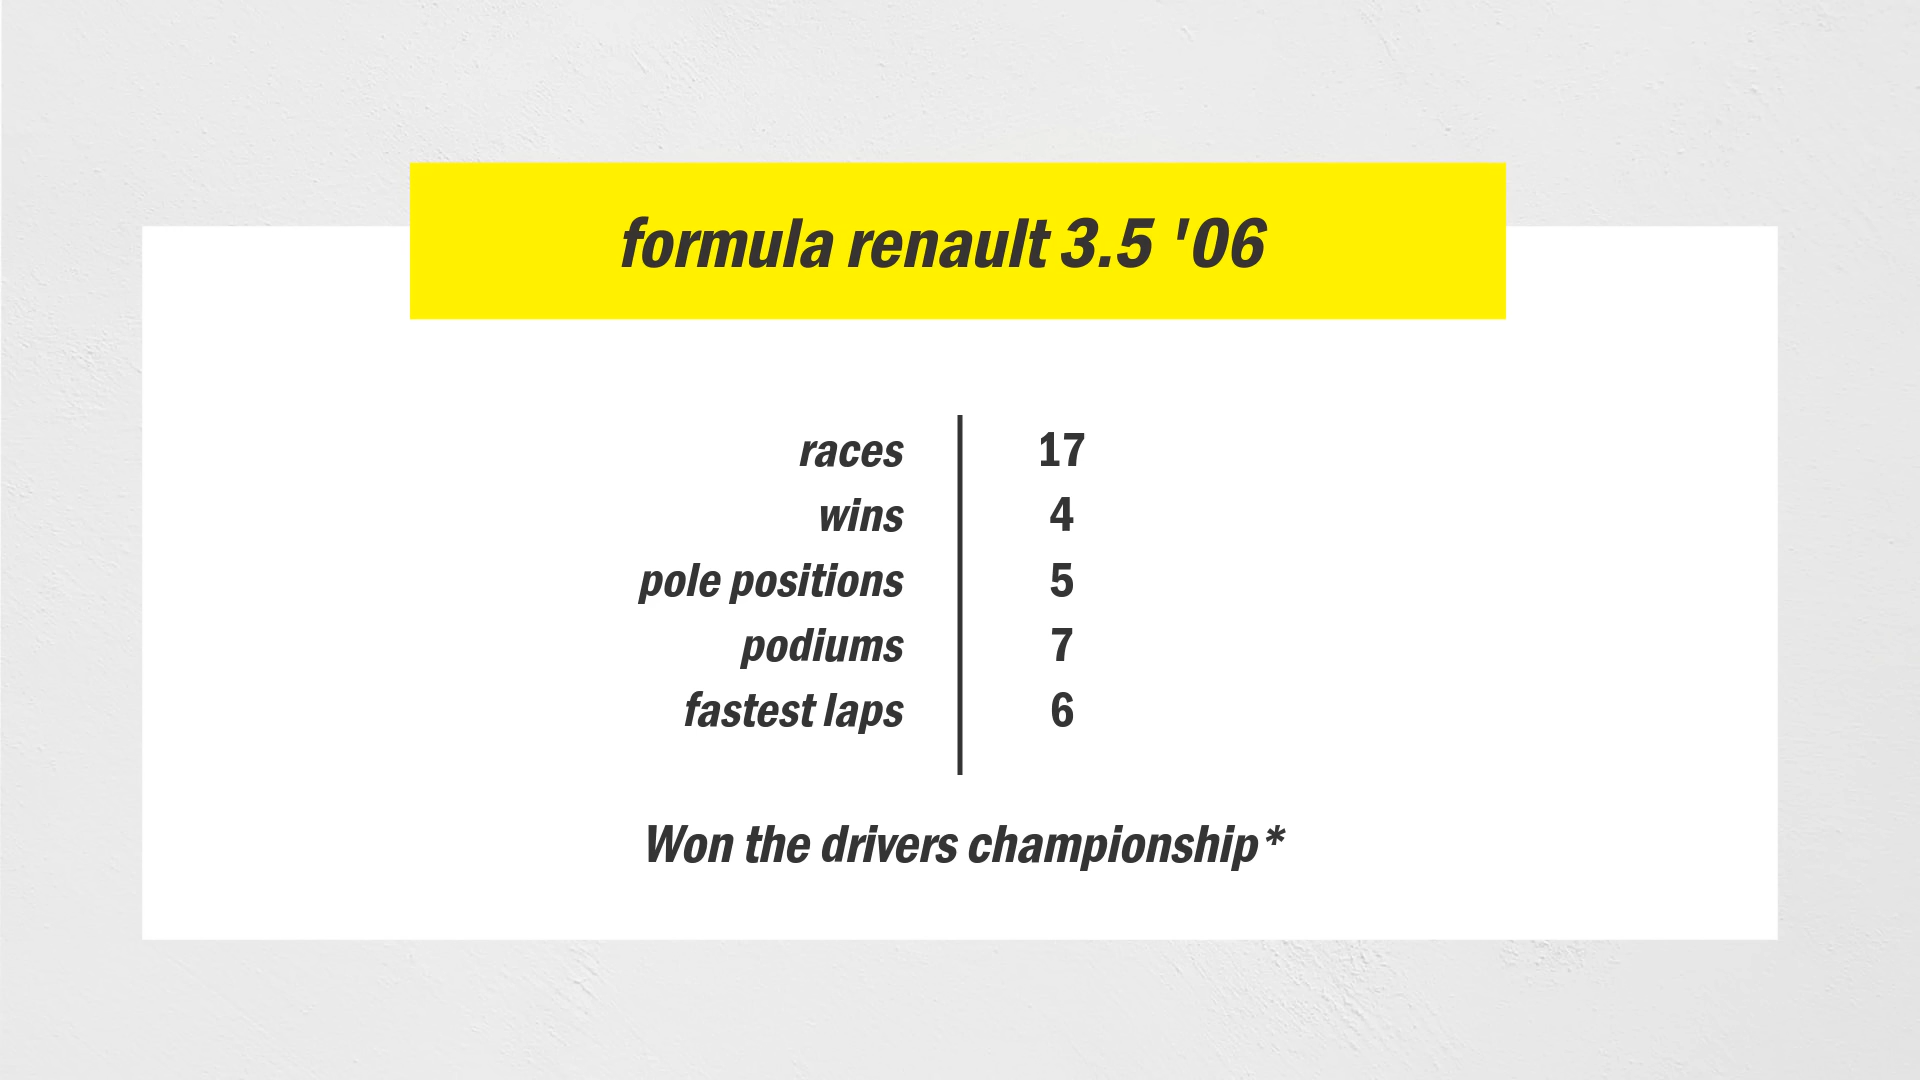 formula renault 3.5 '06
races 17
wins 4
pole positions 5
podiums 7
fastest laps 6
Won the drivers championship*